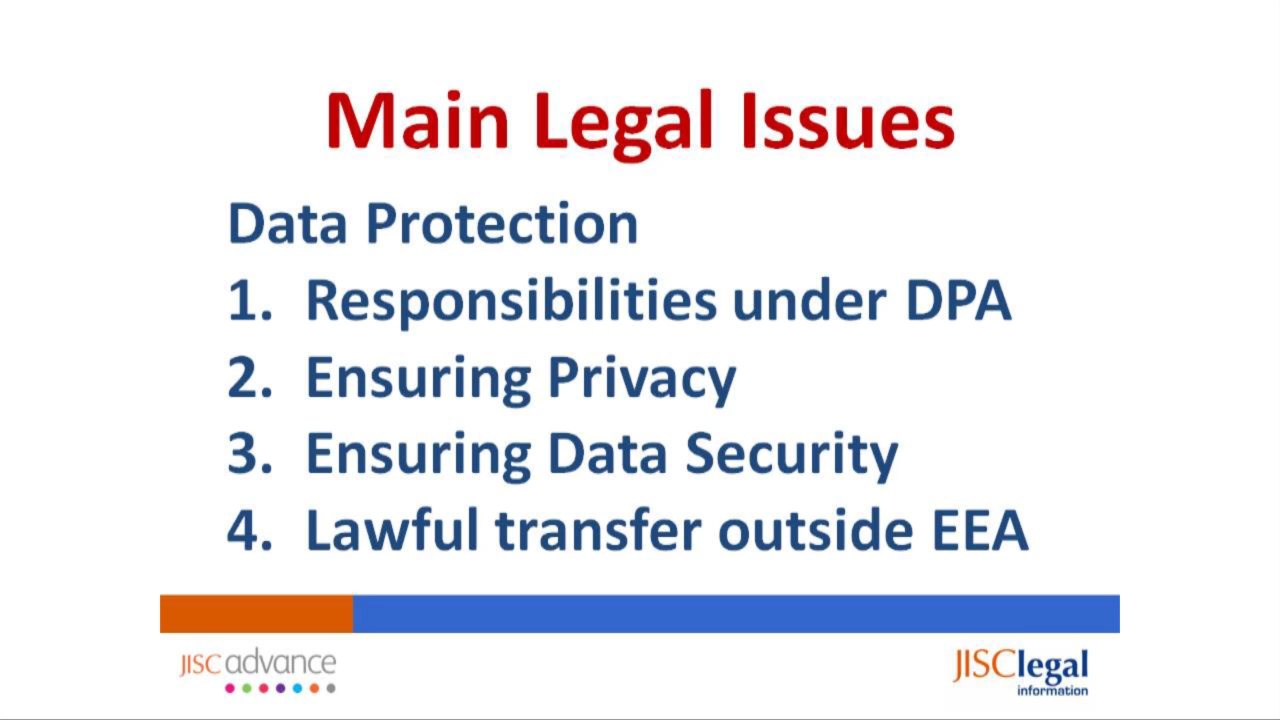 Main Legal Issues
Data Protection
1. Responsibilities under DPA
2. Ensuring Privacy
3. Ensuring Data Security
4. Lawful transfer outside EEA
JISC advance
JISClegal
information